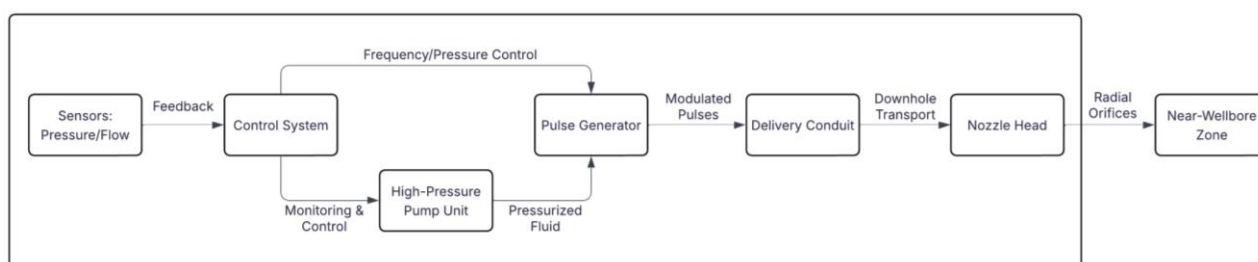 Frequency/Pressure Control
Sensors:
Pressure/Flow
Feedback
Control System
Pulse Generator
Modulated
Pulses
Delivery Conduit
Downhole
Transport
Nozzle Head
Radial
Orifices
Near-Wellbore
Zone
Monitoring &
Control
High-Pressure
Pump Unit
Pressurized
Fluid